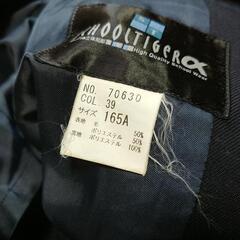 SCHOOLTIGER α
High Quality School Wear
NO. 70630
COL. 39
サイズ 165A
表地 毛 50%
ポリエステル 50%
裏地 ポリエステル 100%